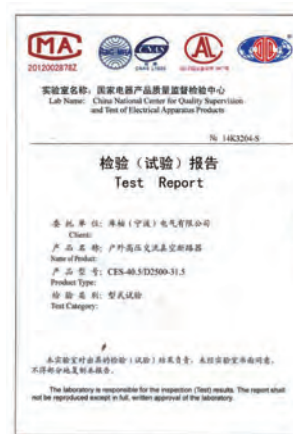 MA
2012002878Z
CNAS
AL
实验室名称：国家电器产品质量监督检验中心
Lab Name: China National Center for Quality Supervision
and Test of Electrical Apparatus Products
№ 14K3204-S
检验（试验）报告
Test Report
委 托 单 位：库柏（宁波）电气有限公司
Client:
产 品 名 称：户外高压交流真空断路器
Name of Product:
产 品 型 号：CES-40.5/D2500-31.5
Product Type:
检 验 类 别：型式试验
Test Category:
本实验室对出具的检验（试验）结果负责，未经实验室书面同意，
不得部分地复制本报告。
The laboratory is responsible for the inspection (Test) results. The report shall
not be reproduced except in full, written approval of the laboratory.